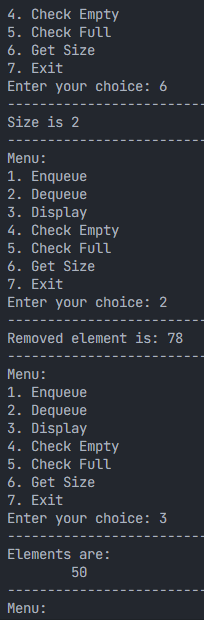 4. Check Empty
5. Check Full
6. Get Size
7. Exit
Enter your choice: 6
-------------------------
Size is 2
-------------------------
Menu:
1. Enqueue
2. Dequeue
3. Display
4. Check Empty
5. Check Full
6. Get Size
7. Exit
Enter your choice: 2
-------------------------
Removed element is: 78
-------------------------
Menu:
1. Enqueue
2. Dequeue
3. Display
4. Check Empty
5. Check Full
6. Get Size
7. Exit
Enter your choice: 3
-------------------------
Elements are:
        50
-------------------------
Menu: